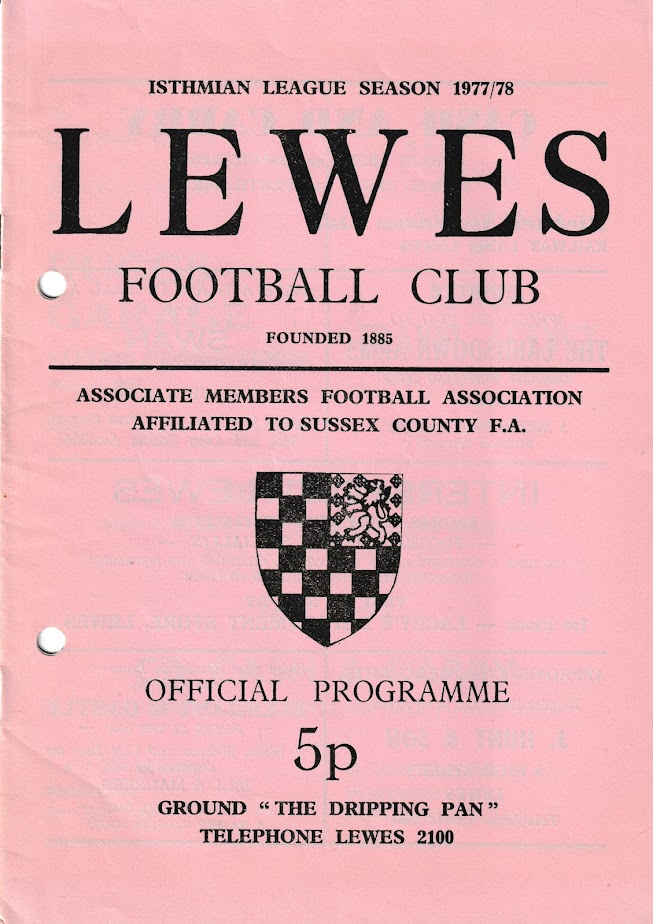 ISTHMIAN LEAGUE SEASON 1977/78
LEWES
FOOTBALL CLUB
FOUNDED 1885
ASSOCIATE MEMBERS FOOTBALL ASSOCIATION
AFFILIATED TO SUSSEX COUNTY F.A.
OFFICIAL PROGRAMME
5p
GROUND "THE DRIPPING PAN"
TELEPHONE LEWES 2100